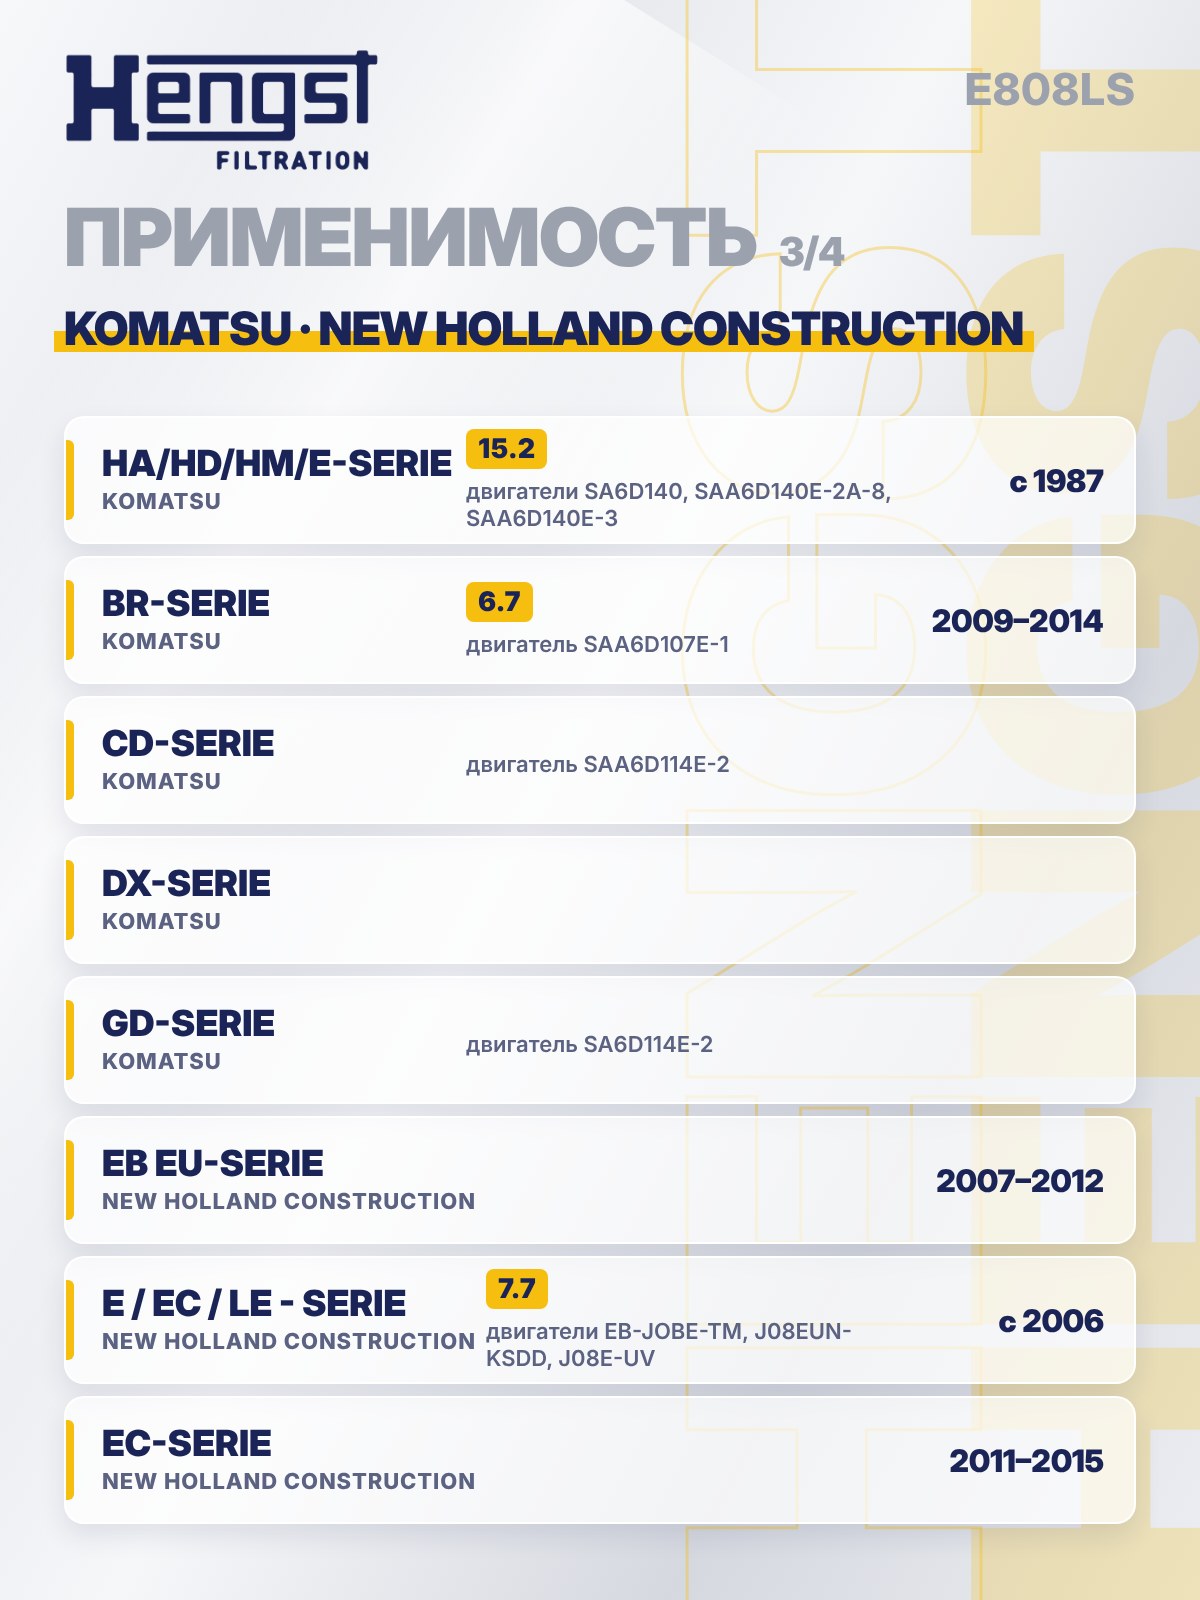 Hengst
FILTRATION
E808LS
ПРИМЕНИМОСТЬ 3/4
KOMATSU · NEW HOLLAND CONSTRUCTION
HA/HD/HM/E-SERIE
KOMATSU
15.2
двигатели SA6D140, SAA6D140E-2A-8,
SAA6D140E-3
с 1987
BR-SERIE
KOMATSU
6.7
двигатель SAA6D107E-1
2009–2014
CD-SERIE
KOMATSU
двигатель SAA6D114E-2
DX-SERIE
KOMATSU
GD-SERIE
KOMATSU
двигатель SA6D114E-2
EB EU-SERIE
NEW HOLLAND CONSTRUCTION
2007–2012
E / EC / LE - SERIE
NEW HOLLAND CONSTRUCTION
7.7
двигатели EB-JOBE-TM, J08EUN-
KSDD, J08E-UV
с 2006
EC-SERIE
NEW HOLLAND CONSTRUCTION
2011–2015
HENGST
HENGST